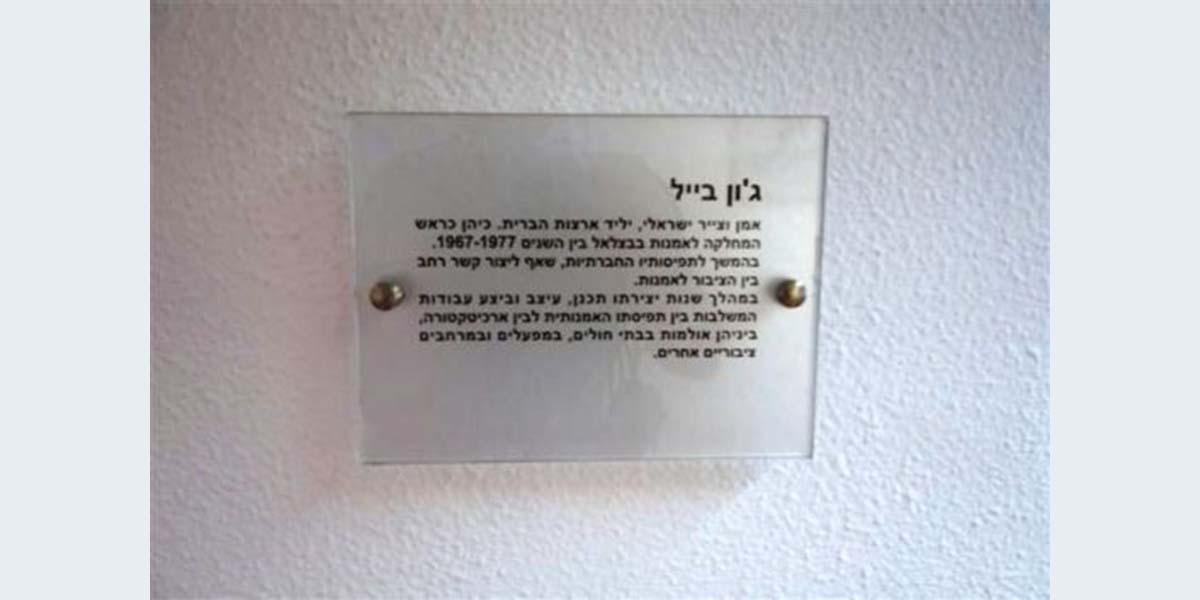 ג'ון בייל
אמן וצייר ישראלי, יליד ארצות הברית. כיהן כראש
המחלקה לאמנות בבצלאל בין השנים 1967-1977.
בהמשך לתפיסותיו החברתיות, שאף ליצור קשר רחב
בין הציבור לאמנות.
במהלך שנות יצירתו תכנן, עיצב וביצע עבודות
המשלבות בין תפיסתו האמנותית לבין ארכיטקטורה,
ביניהן אולמות בבתי חולים, במפעלים ובמרחבים
ציבוריים אחרים.